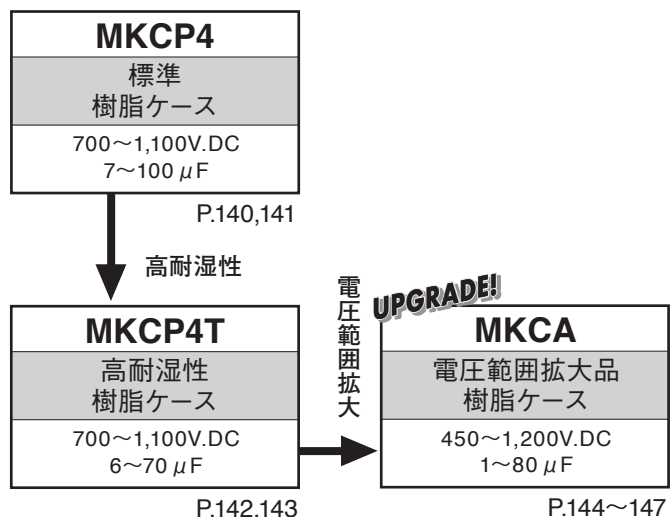 MKCP4
標準
樹脂ケース
700～1,100V.DC
7～100 μF
P.140,141
高耐湿性
MKCP4T
高耐湿性
樹脂ケース
700～1,100V.DC
6～70 μF
P.142,143
電圧範囲拡大
UPGRADE!
MKCA
電圧範囲拡大品
樹脂ケース
450～1,200V.DC
1～80 μF
P.144～147